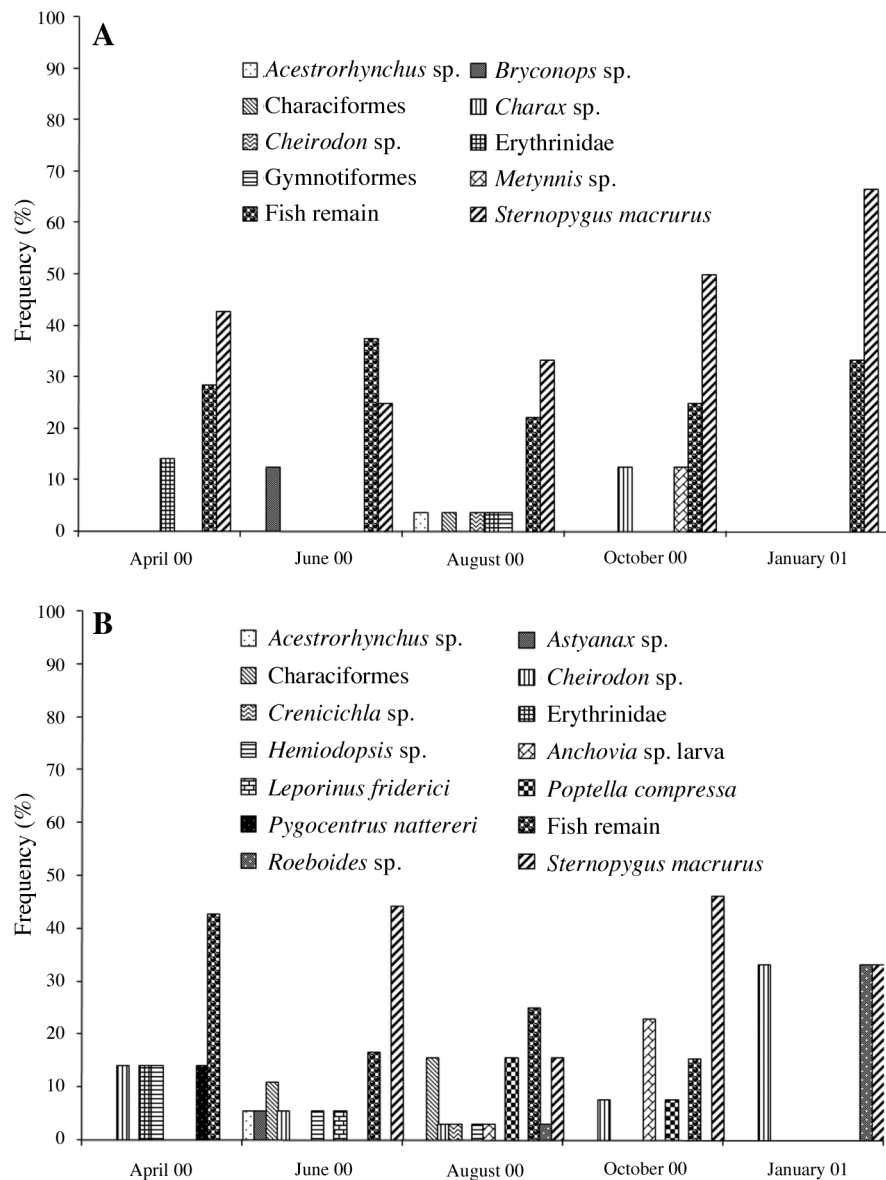 A
100
90
80
70
60
50
40
30
20
10
0
Frequency (%)
Acestrorhynchus sp.
Bryconops sp.
Characiformes
Charax sp.
Cheirodon sp.
Erythrinidae
Gymnotiformes
Metynnis sp.
Fish remain
Sternopygus macrurus
April 00
June 00
August 00
October 00
January 01
B
100
90
80
70
60
50
40
30
20
10
0
Frequency (%)
Acestrorhynchus sp.
Astyanax sp.
Characiformes
Cheirodon sp.
Crenicichla sp.
Erythrinidae
Hemiodopsis sp.
Anchovia sp. larva
Leporinus friderici
Poptella compressa
Pygocentrus nattereri
Fish remain
Roeboides sp.
Sternopygus macrurus
April 00
June 00
August 00
October 00
January 01